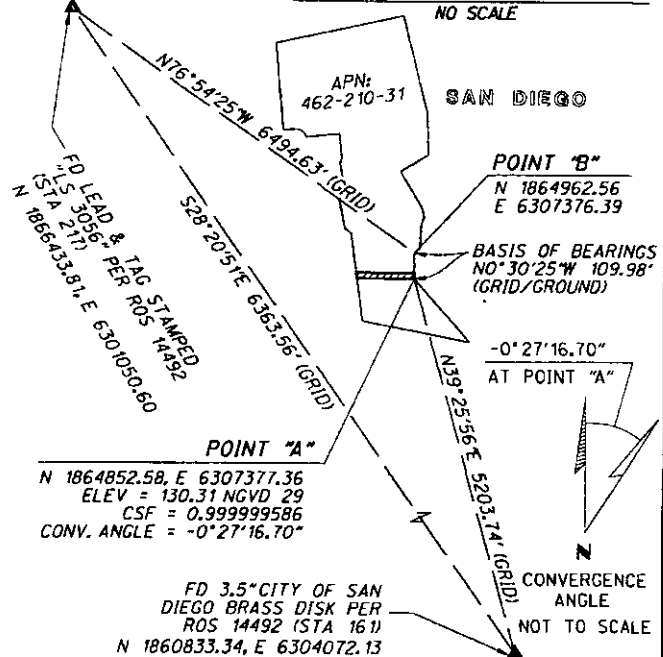 NO SCALE
APN:
462-210-31
SAN DIEGO
N76°54'25"W 6494.63' (GRID)
POINT "B"
N 1864962.56
E 6307376.39
FD LEAD & TAG STAMPED
"LS 3056" PER ROS 14492
(STA 217)
N 1866433.81, E 6301050.60
S28°20'51"E 6363.56' (GRID)
BASIS OF BEARINGS
N0°30'25"W 109.98'
(GRID/GROUND)
-0°27'16.70"
AT POINT "A"
N39°25'56"E 5203.74' (GRID)
POINT "A"
N 1864852.58, E 6307377.36
ELEV = 130.31 NGVD 29
CSF = 0.999999586
CONV. ANGLE = -0°27'16.70"
N
CONVERGENCE
ANGLE
NOT TO SCALE
FD 3.5" CITY OF SAN
DIEGO BRASS DISK PER
ROS 14492 (STA 161)
N 1860833.34, E 6304072.13